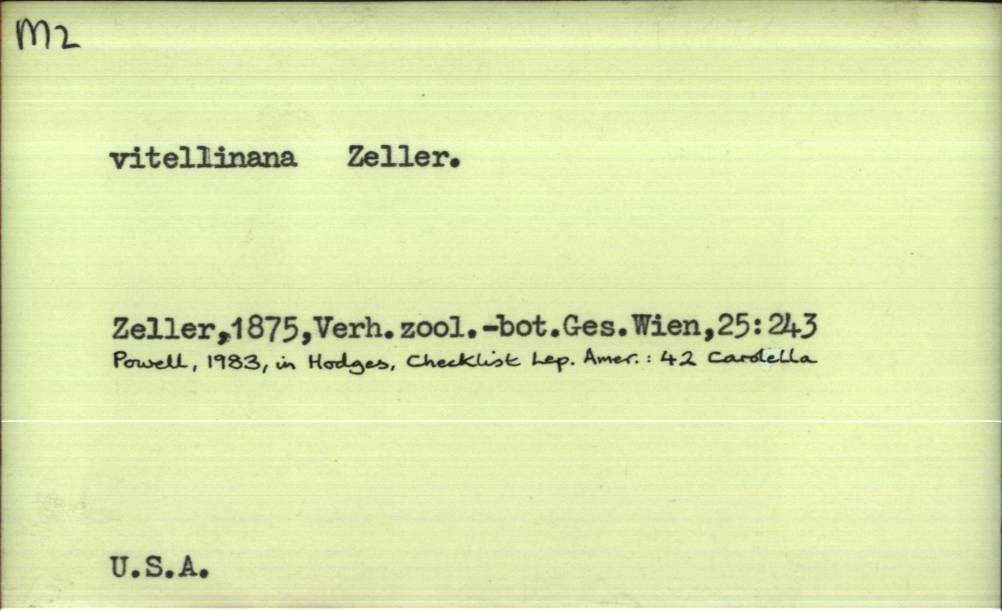 M2
vitellinana Zeller.
Zeller,1875,Verh.zool.-bot.Ges.Wien,25:243
Powell, 1983, in Hodges, Checklist Lep. Amer.: 42 Carolella
U.S.A.